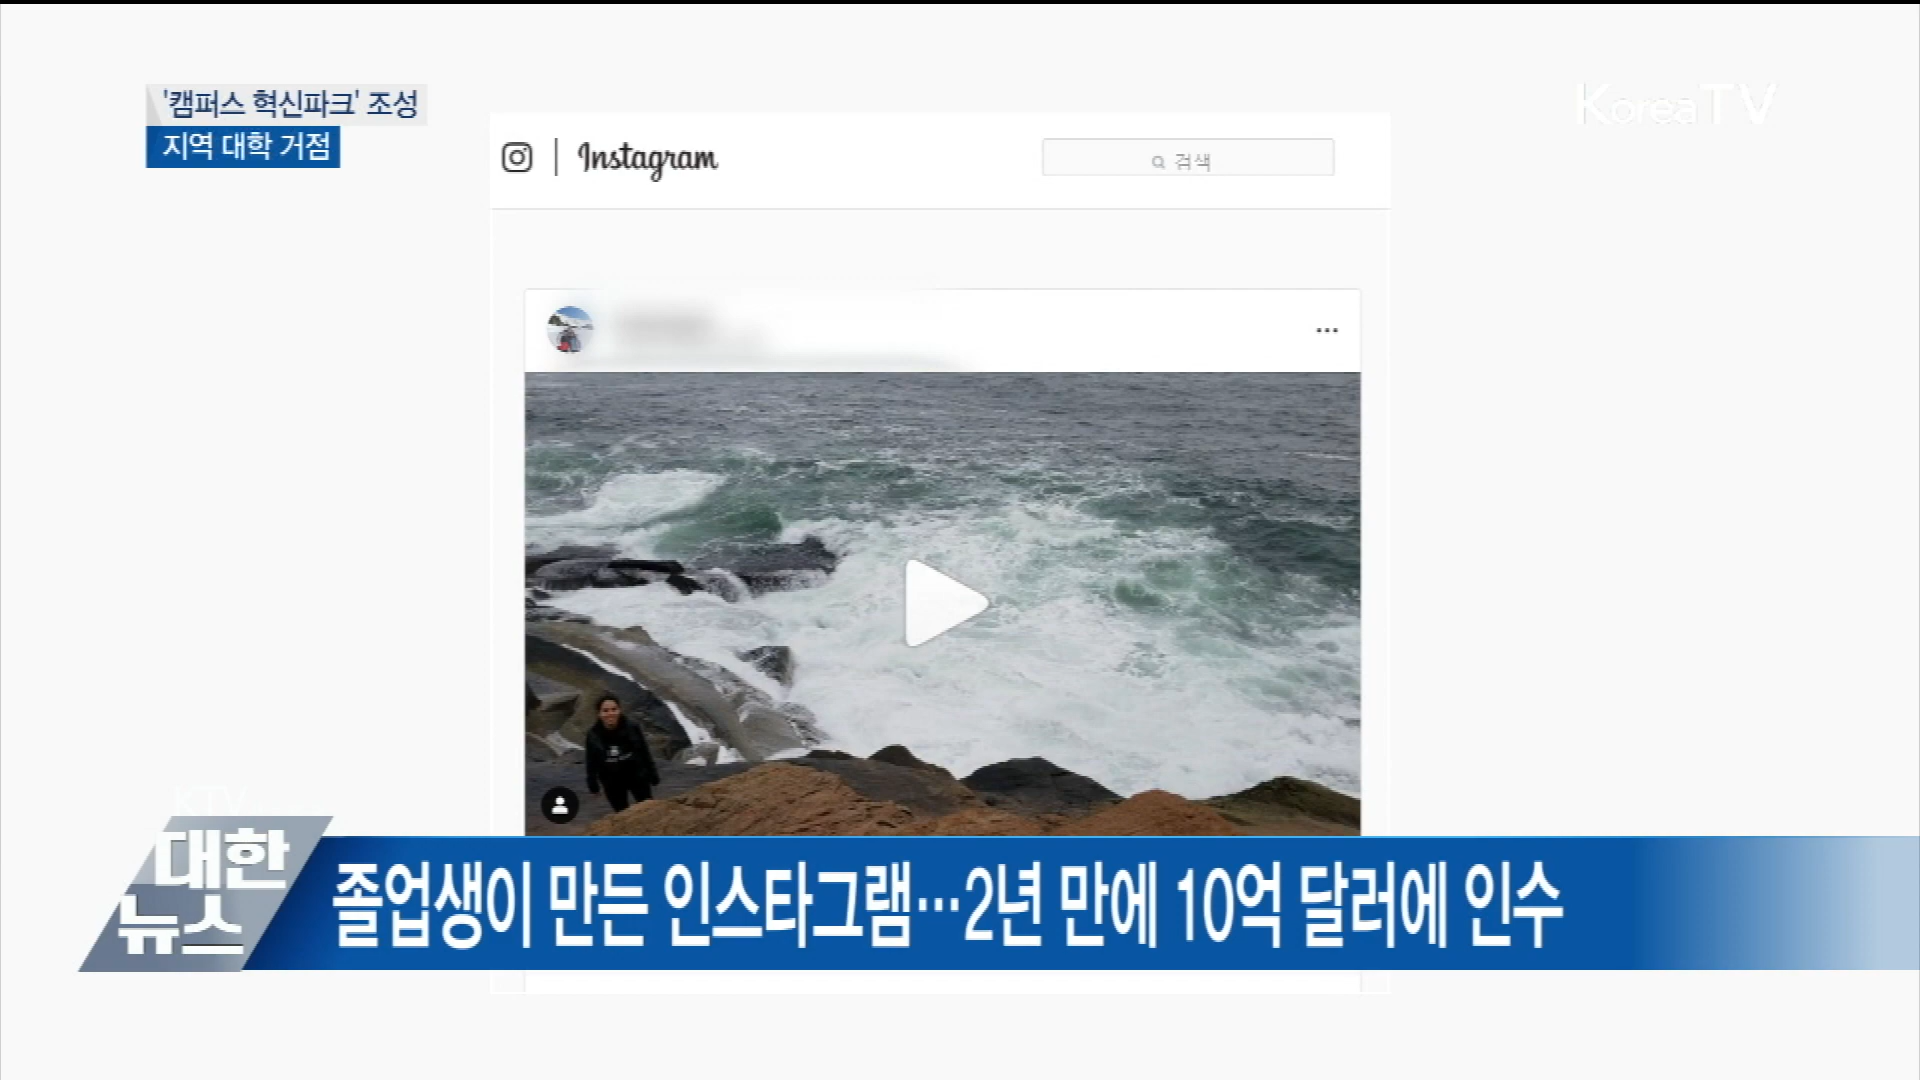 '캠퍼스 혁신파크' 조성
지역 대학 거점
KoreaTV
Instagram
검색
KTV
대한
뉴스
졸업생이 만든 인스타그램…2년 만에 10억 달러에 인수